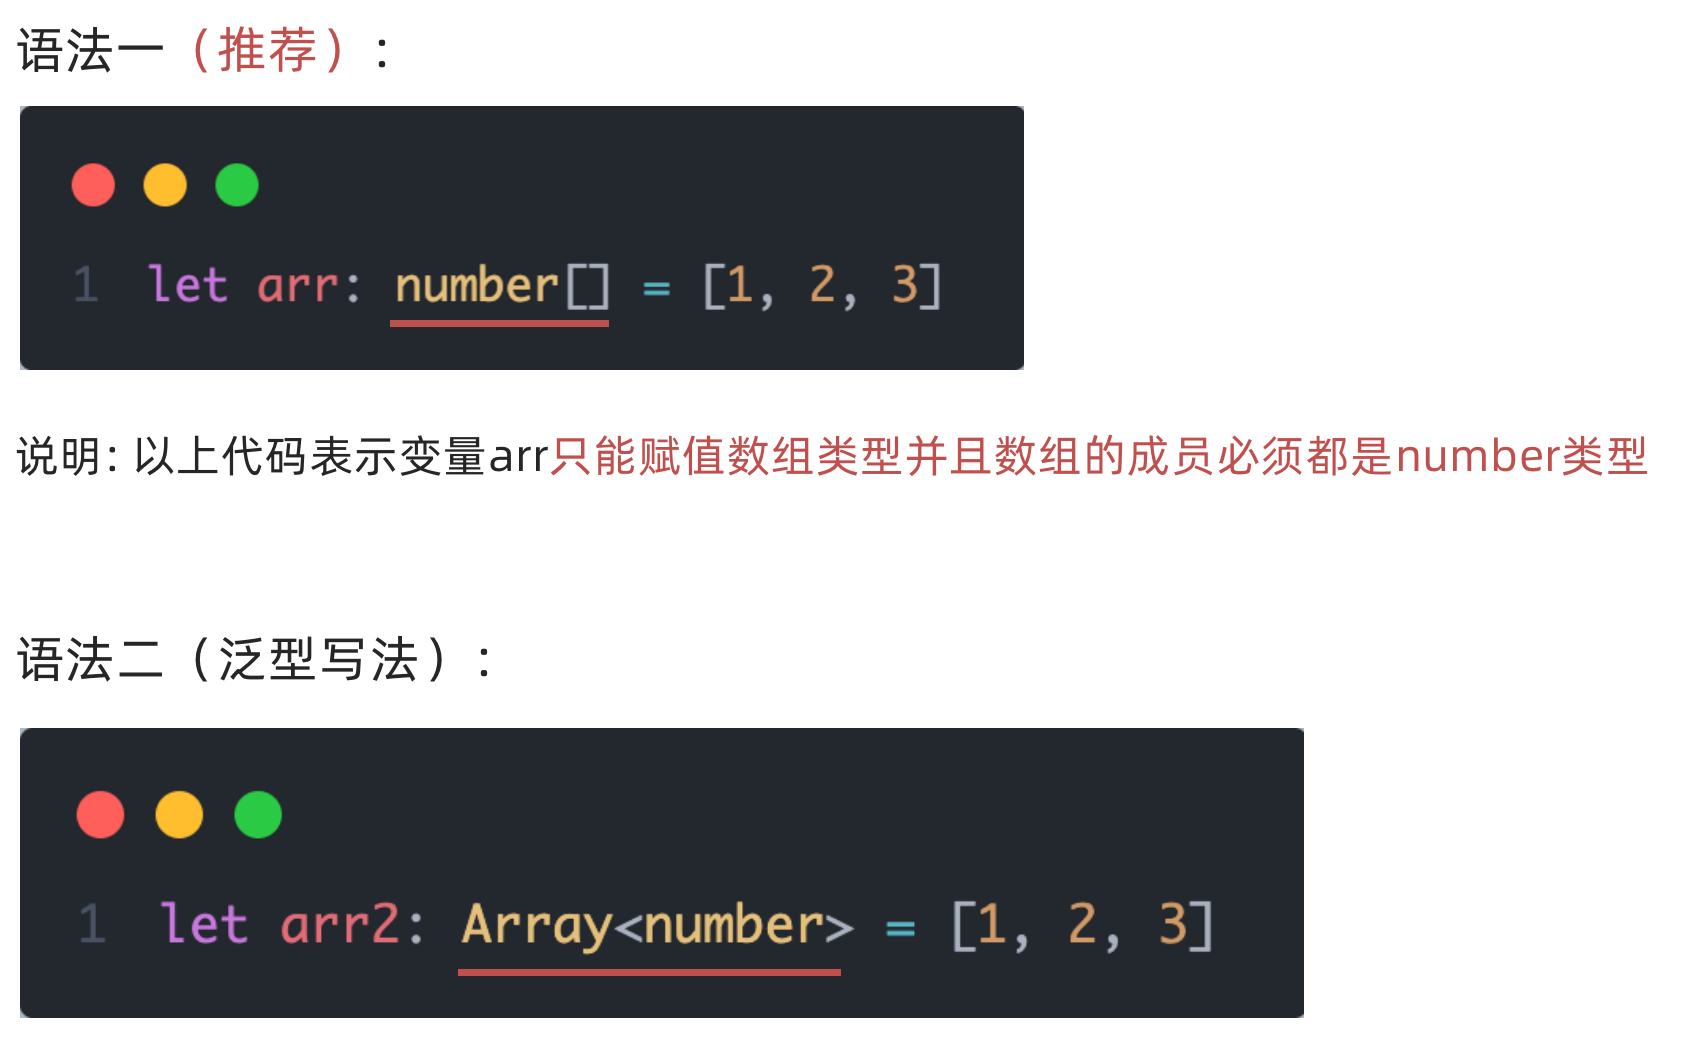 语法一（推荐）:
1 let arr: number[] = [1, 2, 3]
说明: 以上代码表示变量arr只能赋值数组类型并且数组的成员必须都是number类型
语法二（泛型写法）:
1 let arr2: Array<number> = [1, 2, 3]